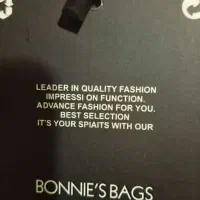 LEADER IN QUALITY FASHION
IMPRESSI ON FUNCTION.
ADVANCE FASHION FOR YOU.
BEST SELECTION
IT'S YOUR SPIAITS WITH OUR
BONNIE'S BAGS